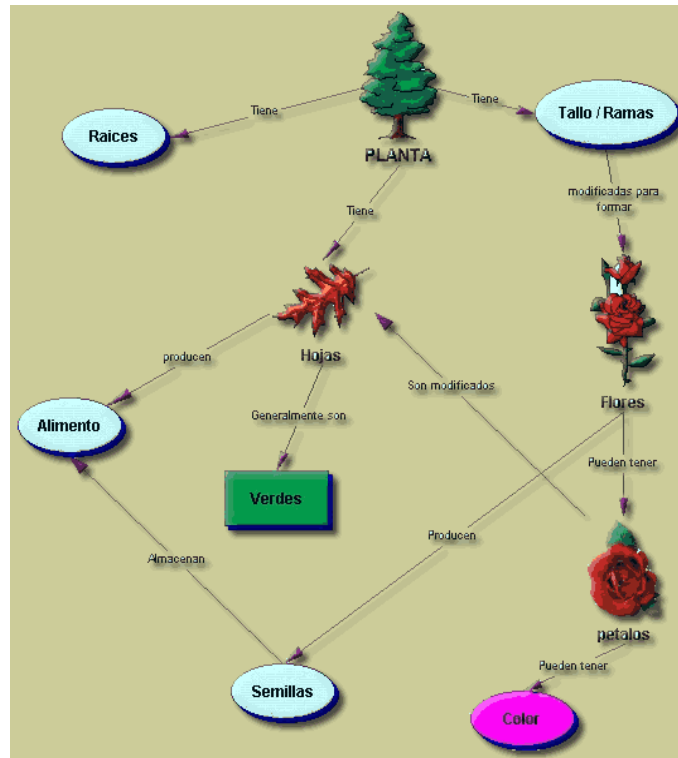 Tiene
Tiene
Raices
Tallo / Ramas
PLANTA
modificadas para
formar
Tiene
Hojas
producen
Son modificados
Flores
Alimento
Generalmente son
Pueden tener
Verdes
Producen
Almacenan
petalos
Pueden tener
Semillas
Color